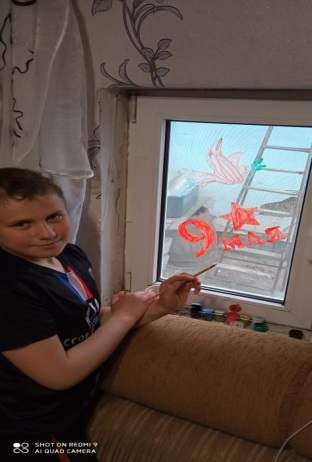 9
МАЯ
SHOT ON REDMI 9
AI QUAD CAMERA